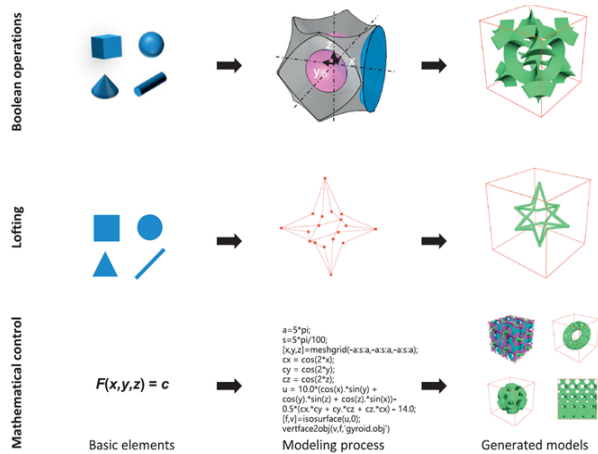 Boolean operations
z
x
y
Lofting
Mathematical control
F(x,y,z) = c
a=5*pi;
s=5*pi/100;
[x,y,z]=meshgrid(-a:s:a,-a:s:a,-a:s:a);
cx = cos(2*x);
cy = cos(2*y);
cz = cos(2*z);
u = 10.0*(cos(x).*sin(y) +
cos(y).*sin(z) + cos(z).*sin(x))-
0.5*(cx.*cy + cy.*cz + cz.*cx) - 14.0;
[f,v]=isosurface(u,0);
vertface2obj(v,f,'gyroid.obj')
Basic elements
Modeling process
Generated models